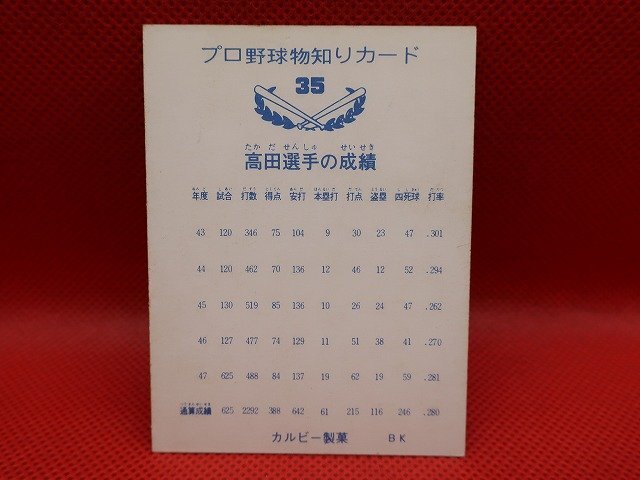 プロ野球物知りカード
35
たかだせんしゅ せいせき
高田選手の成績
年度 試合 打数 得点 安打 本塁打 打点 盗塁 四死球 打率
43 120 346 75 104 9 30 23 47 .301
44 120 462 70 136 12 46 12 52 .294
45 130 519 85 136 10 26 24 47 .262
46 127 477 74 129 11 51 38 41 .270
47 625 488 84 137 19 62 19 59 .281
通算成績 625 2292 388 642 61 215 116 246 .280
カルビー製菓 BK